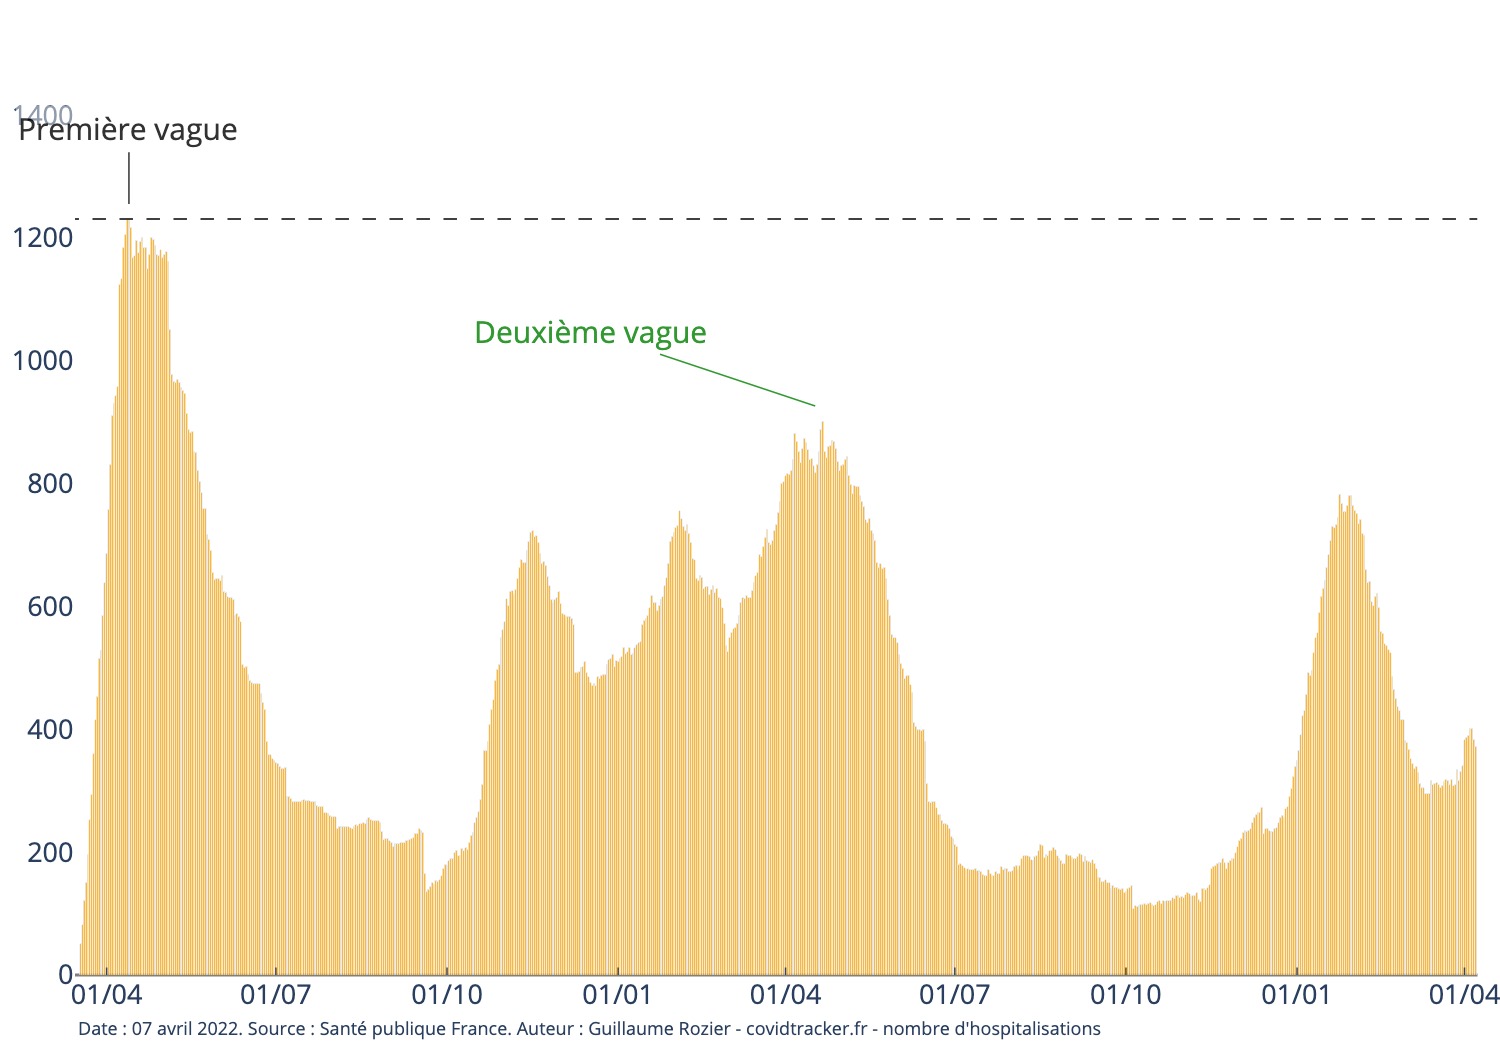 1400
Première vague
1200
Deuxième vague
1000
800
600
400
200
0
01/04 01/07 01/10 01/01 01/04 01/07 01/10 01/01 01/04
Date : 07 avril 2022. Source : Santé publique France. Auteur : Guillaume Rozier - covidtracker.fr - nombre d'hospitalisations